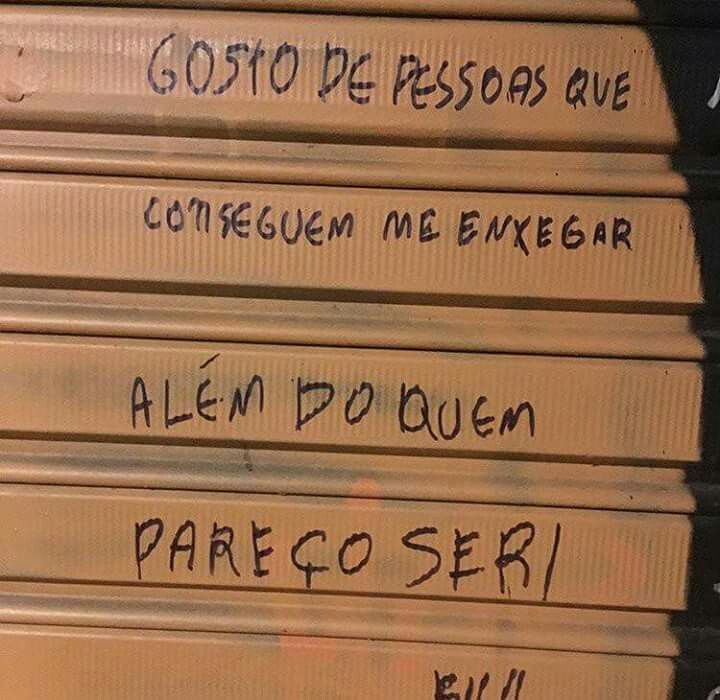 GOSTO DE PESSOAS QUE
CONSEGUEM ME ENXEGAR
ALÉM DO QUEM
PAREÇO SER/